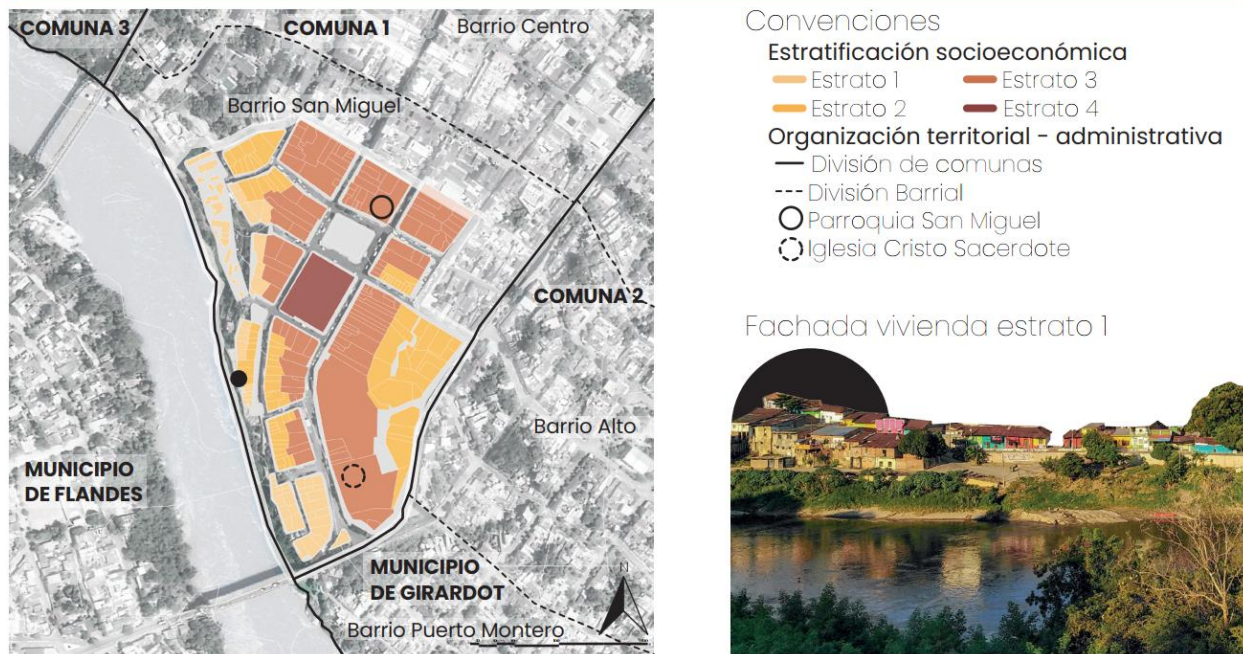 COMUNA 3
COMUNA 1
Barrio Centro
Barrio San Miguel
COMUNA 2
Barrio Alto
MUNICIPIO
DE FLANDES
MUNICIPIO
DE GIRARDOT
Barrio Puerto Montero
N
Convenciones
Estratificación socioeconómica
Estrato 1
Estrato 3
Estrato 2
Estrato 4
Organización territorial - administrativa
División de comunas
División Barrial
Parroquia San Miguel
Iglesia Cristo Sacerdote
Fachada vivienda estrato 1